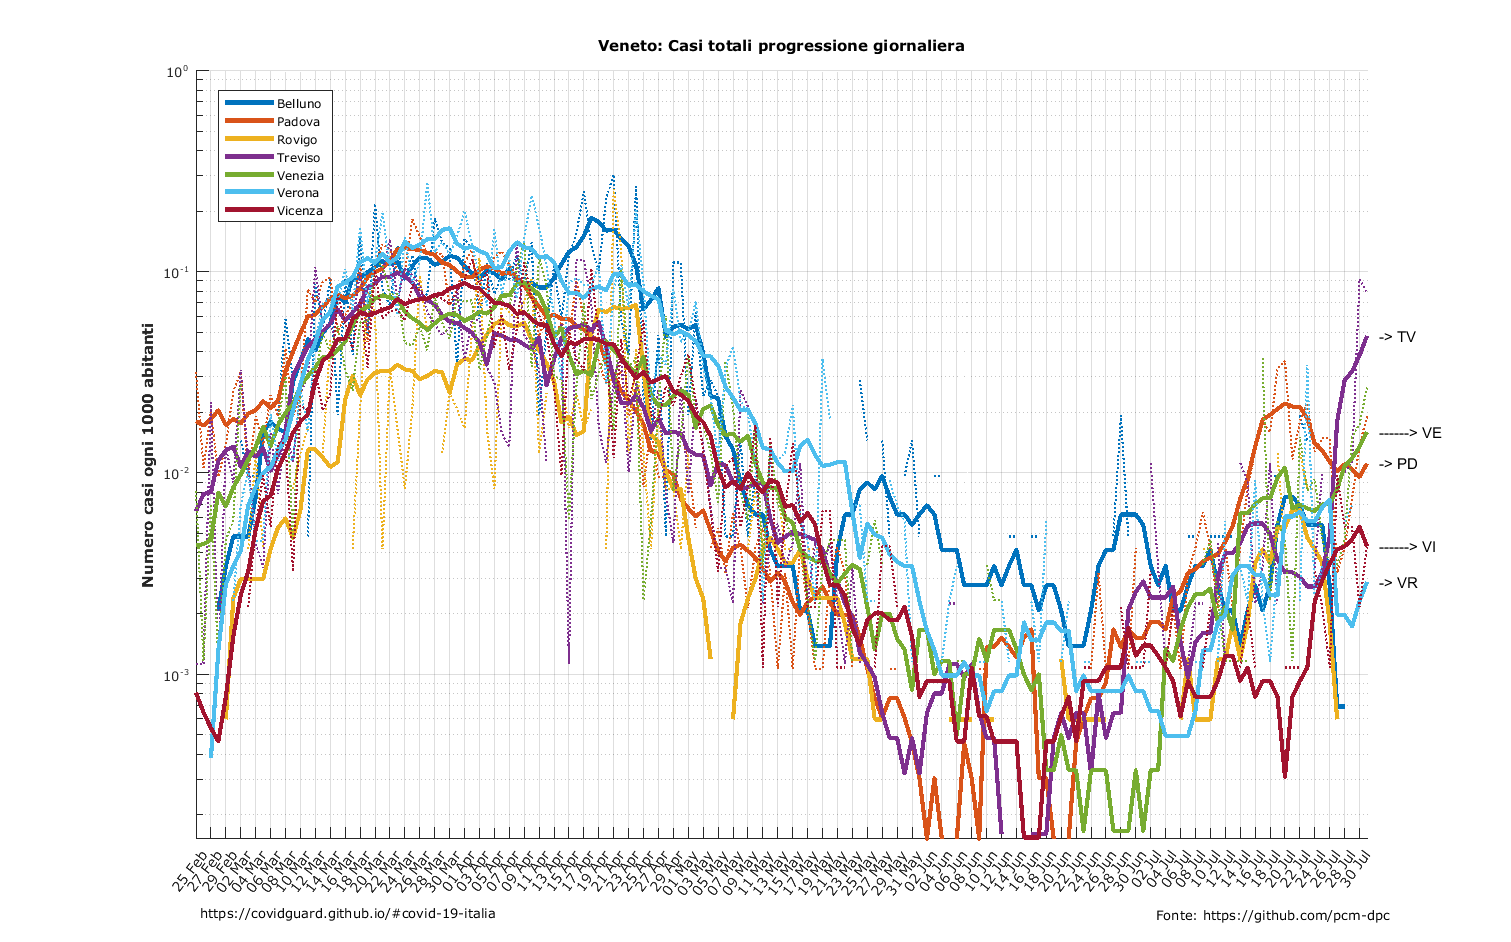 Veneto: Casi totali progressione giornaliera
10⁰
10⁻¹
10⁻²
10⁻³
Numero casi ogni 1000 abitanti
Belluno
Padova
Rovigo
Treviso
Venezia
Verona
Vicenza
-> TV
------> VE
-> PD
------> VI
-> VR
25 Feb
27 Feb
29 Feb
02 Mar
04 Mar
06 Mar
08 Mar
10 Mar
12 Mar
14 Mar
16 Mar
18 Mar
20 Mar
22 Mar
24 Mar
26 Mar
28 Mar
30 Mar
01 Apr
03 Apr
05 Apr
07 Apr
09 Apr
11 Apr
13 Apr
15 Apr
17 Apr
19 Apr
21 Apr
23 Apr
25 Apr
27 Apr
29 Apr
01 May
03 May
05 May
07 May
09 May
11 May
13 May
15 May
17 May
19 May
21 May
23 May
25 May
27 May
29 May
31 May
02 Jun
04 Jun
06 Jun
08 Jun
10 Jun
12 Jun
14 Jun
16 Jun
18 Jun
20 Jun
22 Jun
24 Jun
26 Jun
28 Jun
30 Jun
02 Jul
04 Jul
06 Jul
08 Jul
10 Jul
12 Jul
14 Jul
16 Jul
18 Jul
20 Jul
22 Jul
24 Jul
26 Jul
28 Jul
30 Jul
https://covidguard.github.io/#covid-19-italia
Fonte: https://github.com/pcm-dpc